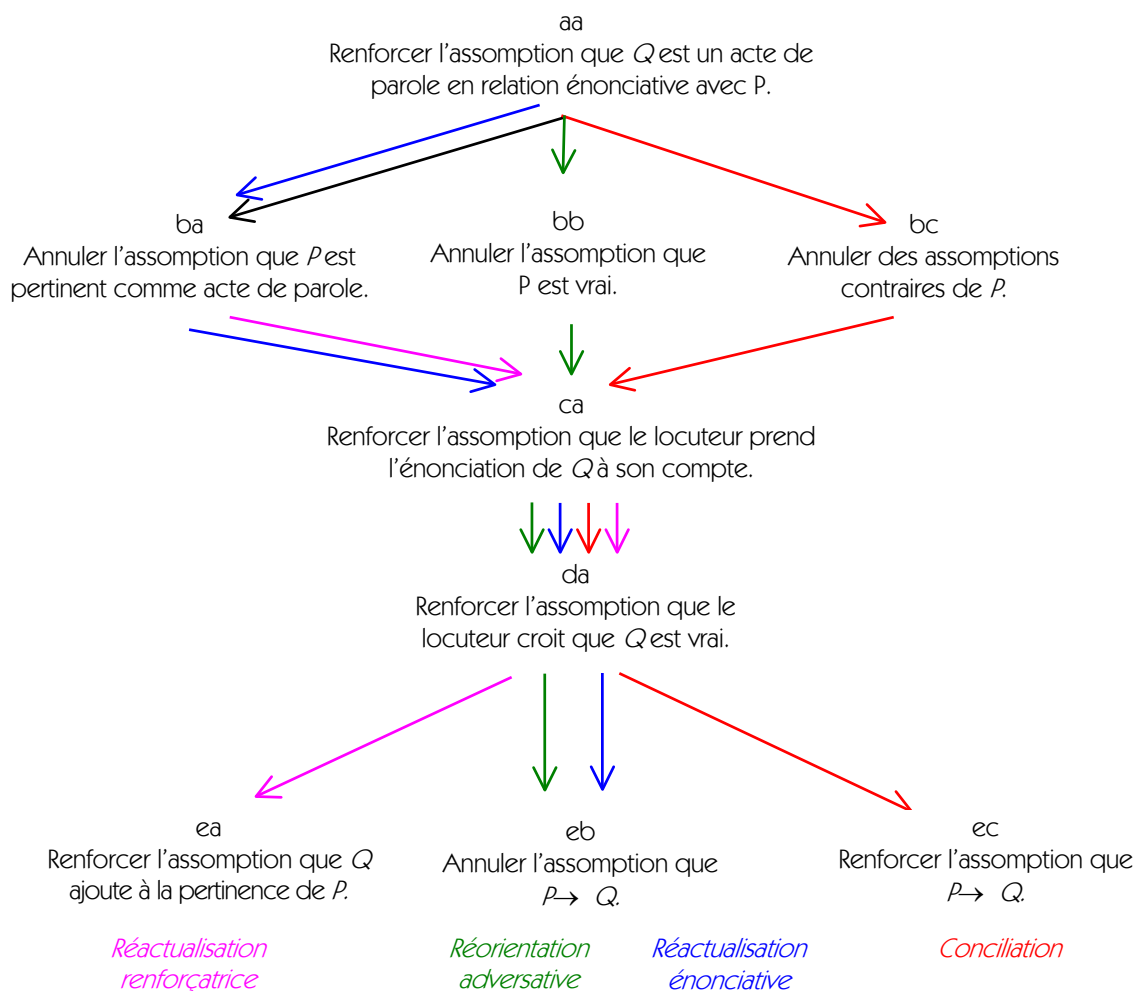 aa
Renforcer l'assomption que Q est un acte de
parole en relation énonciative avec P.
ba
Annuler l'assomption que P est
pertinent comme acte de parole.
bb
Annuler l'assomption que
P est vrai.
bc
Annuler des assomptions
contraires de P.
ca
Renforcer l'assomption que le locuteur prend
l'énonciation de Q à son compte.
da
Renforcer l'assomption que le
locuteur croit que Q est vrai.
ea
Renforcer l'assomption que Q
ajoute à la pertinence de P.
eb
Annuler l'assomption que
P→ Q.
ec
Renforcer l'assomption que
P→ Q.
Réactualisation
renforçatrice
Réorientation
adversative
Réactualisation
énonciative
Conciliation